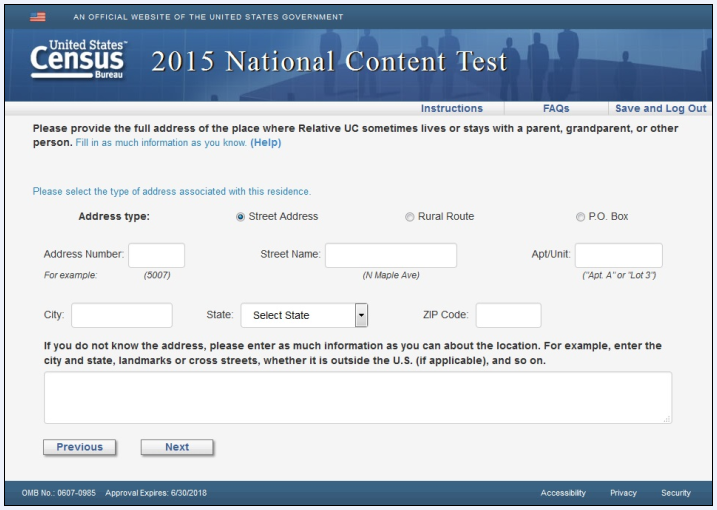 AN OFFICIAL WEBSITE OF THE UNITED STATES GOVERNMENT
United States™
Census
Bureau
2015 National Content Test
Instructions FAQs Save and Log Out
Please provide the full address of the place where Relative UC sometimes lives or stays with a parent, grandparent, or other
person. Fill in as much information as you know. (Help)
Please select the type of address associated with this residence.
Address type: Street Address Rural Route P.O. Box
Address Number: Street Name: Apt/Unit:
For example: (5007) (N Maple Ave) ("Apt. A" or "Lot 3")
City: State: Select State ZIP Code:
If you do not know the address, please enter as much information as you can about the location. For example, enter the
city and state, landmarks or cross streets, whether it is outside the U.S. (if applicable), and so on.
Previous Next
OMB No.: 0607-0985 Approval Expires: 6/30/2018 Accessibility Privacy Security